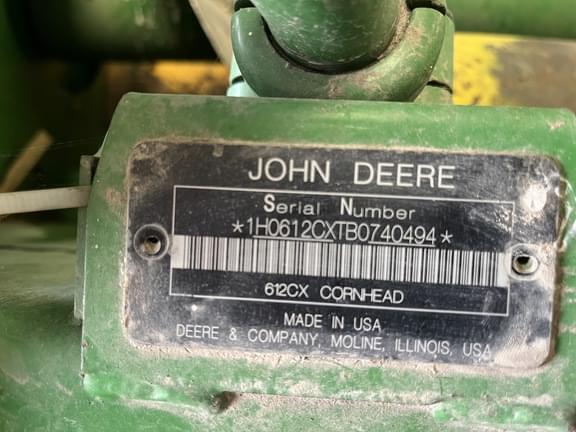 JOHN DEERE
Serial Number
*1H0612CXTB0740494*
612CX CORNHEAD
MADE IN USA
DEERE & COMPANY, MOLINE, ILLINOIS, USA